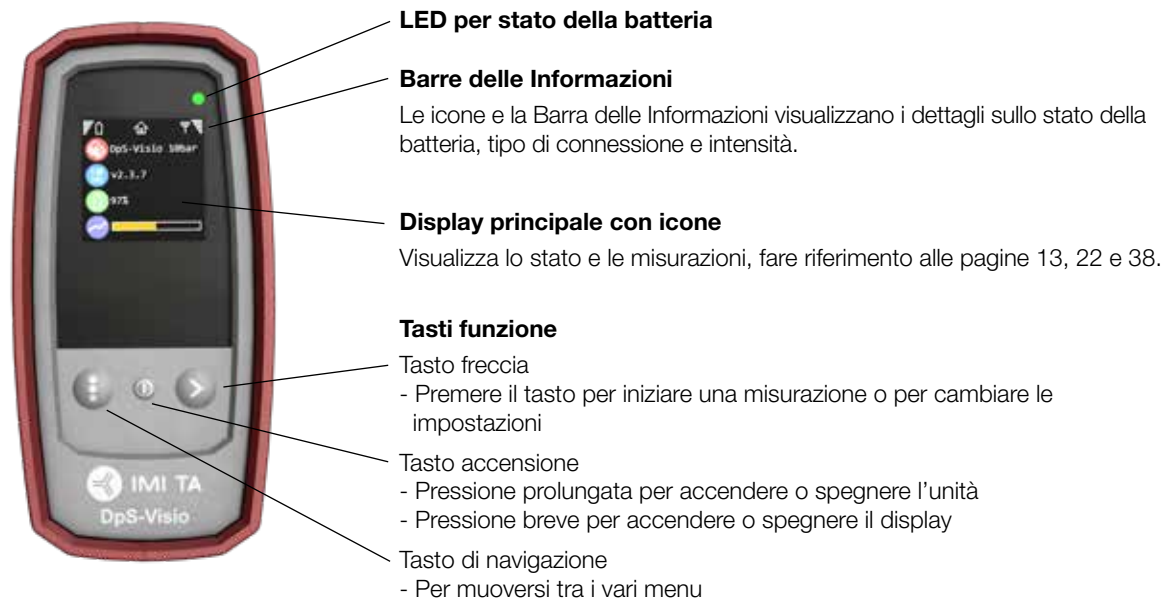 LED per stato della batteria
Barre delle Informazioni
Le icone e la Barra delle Informazioni visualizzano i dettagli sullo stato della
batteria, tipo di connessione e intensità.
DpS-Visio 10bar
v2.3.7
97%
Display principale con icone
Visualizza lo stato e le misurazioni, fare riferimento alle pagine 13, 22 e 38.
Tasti funzione
Tasto freccia
- Premere il tasto per iniziare una misurazione o per cambiare le
impostazioni
Tasto accensione
- Pressione prolungata per accendere o spegnere l’unità
- Pressione breve per accendere o spegnere il display
Tasto di navigazione
- Per muoversi tra i vari menu
IMI TA
DpS-Visio